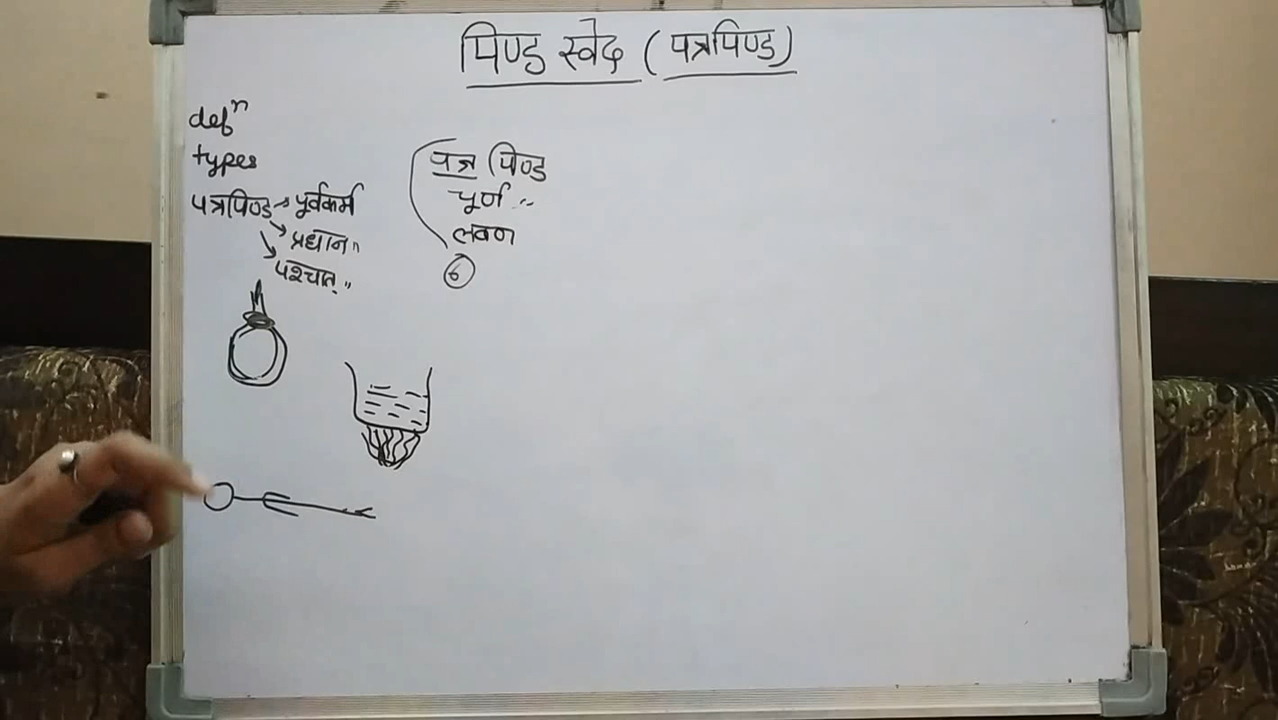 पिण्ड स्वेद (पत्रपिण्ड)
defⁿ
types
पत्रपिण्ड → पूर्वकर्म
→ प्रधान "
→ पश्चात् "
पत्र पिण्ड
चूर्ण "
लवण
6